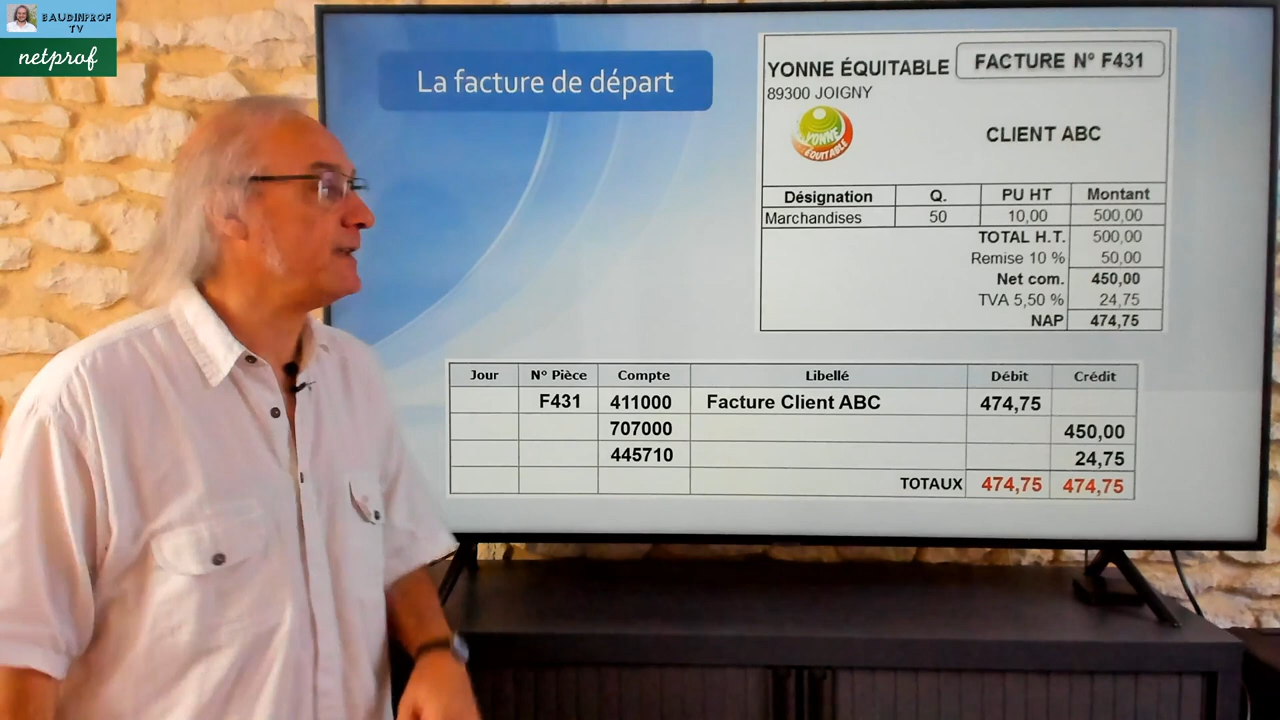 BAUDINPROF
TV
netprof
La facture de départ
YONNE ÉQUITABLE
FACTURE N° F431
89300 JOIGNY
YONNE
ÉQUITABLE
CLIENT ABC
Désignation Q. PU HT Montant
Marchandises 50 10,00 500,00
TOTAL H.T. 500,00
Remise 10 % 50,00
Net com. 450,00
TVA 5,50 % 24,75
NAP 474,75
Jour N° Pièce Compte Libellé Débit Crédit
F431 411000 Facture Client ABC 474,75
707000 450,00
445710 24,75
TOTAUX 474,75 474,75